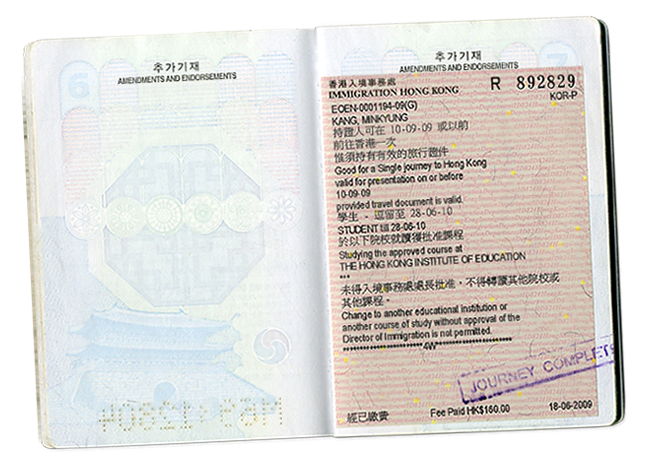 6
추가기재
AMENDMENTS AND ENDORSEMENTS
추가기재
7
AMENDMENTS AND ENDORSEMENTS
香港入境事務處
IMMIGRATION HONG KONG
R 892829
KOR-P
EOEN-0001194-09(G)
KANG, MINKYUNG
持證人可在 10-09-09 或以前
前往香港一次
惟須持有有效的旅行證件
Good for a Single journey to Hong Kong
valid for presentation on or before
10-09-09
provided travel document is valid.
學生 - 逗留至 28-06-10
STUDENT 28-06-10
於以下院校就讀獲批准課程
Studying the approved course at
THE HONG KONG INSTITUTE OF EDUCATION
***
未得入境事務處處長批准，不得轉讀其他院校或
其他課程。
Change to another educational institution or
another course of study without approval of the
Director of Immigration is not permitted.
********************4W********************
JOURNEY COMPLETE
經已繳費
Fee Paid HK$160.00
18-06-2009